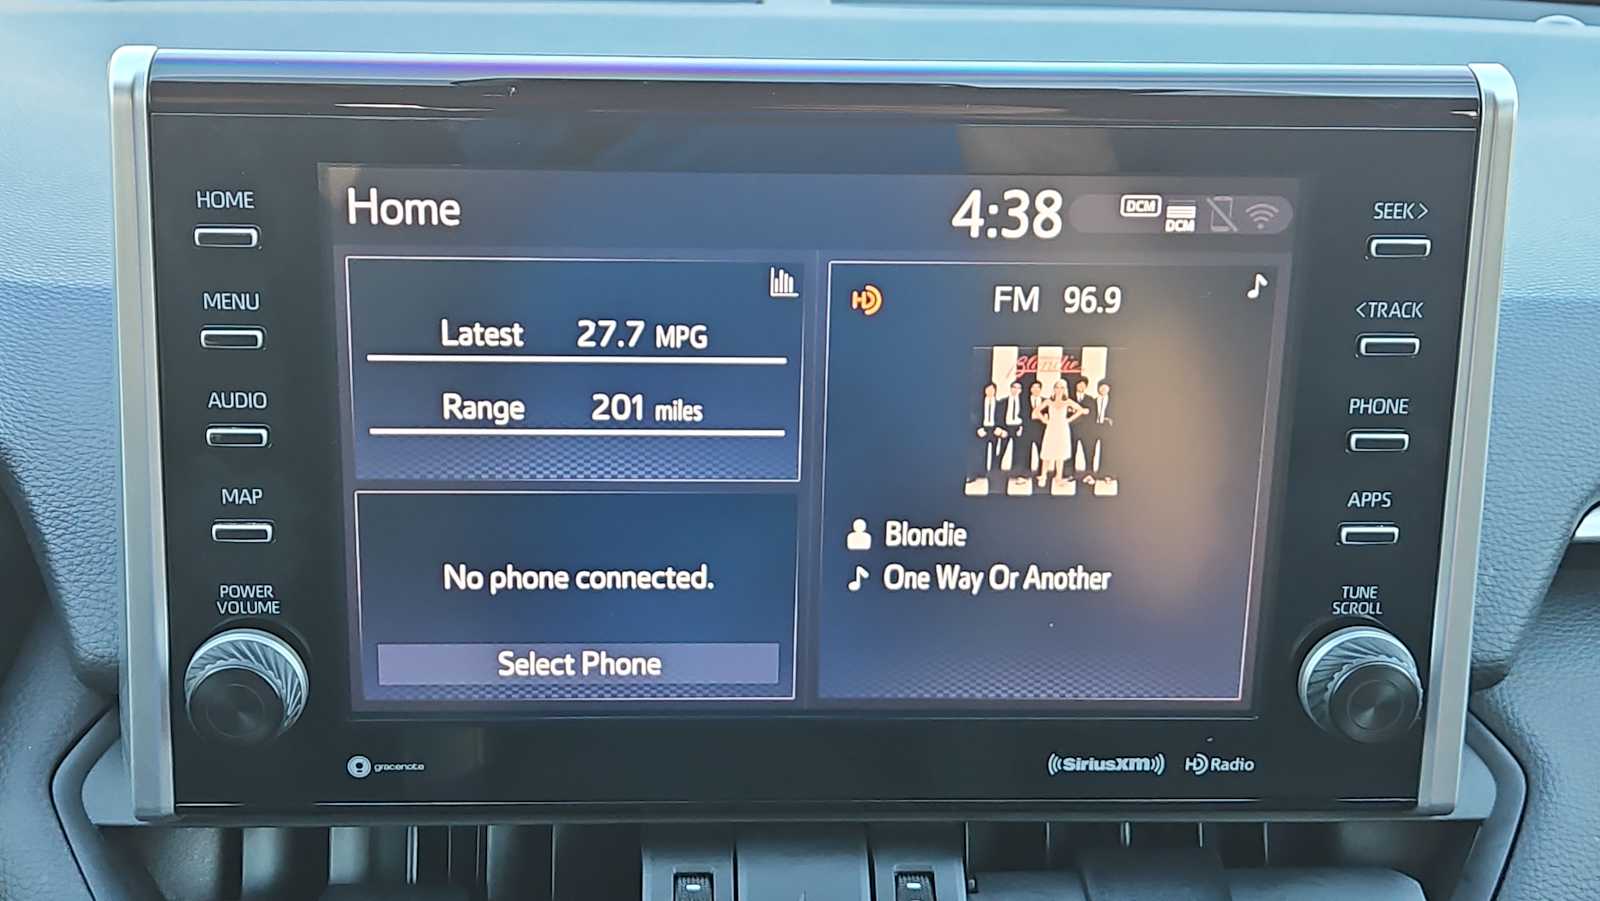 HOME
MENU
AUDIO
MAP
POWER
VOLUME
Home
4:38
DCM
DCM
Latest 27.7 MPG
Range 201 miles
No phone connected.
Select Phone
HD
FM 96.9
Blondie
Blondie
One Way Or Another
SEEK>
<TRACK
PHONE
APPS
TUNE
SCROLL
gracenote
SiriusXM
HD Radio